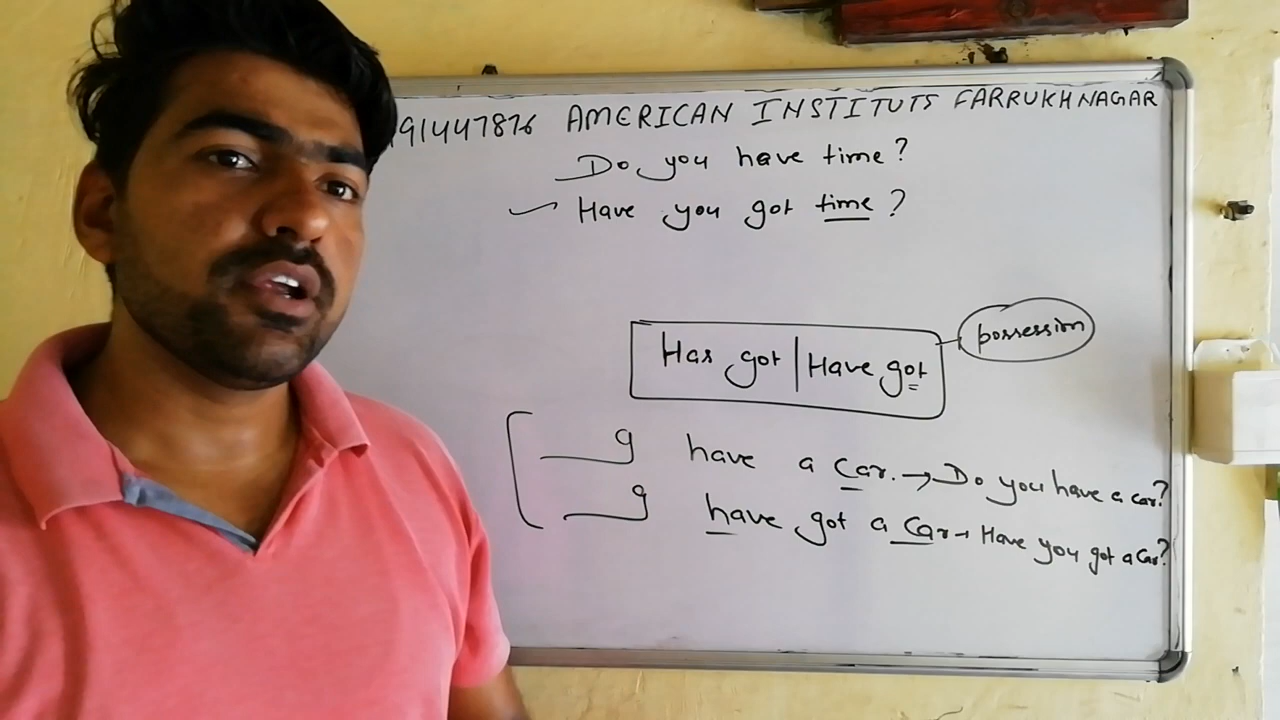 91447876 AMERICAN INSTITUTS FARRUKHNAGAR
Do you have time?
Have you got time?
Has got | Have got
possession
I have a car. → Do you have a car?
I have got a car → Have you got a car?